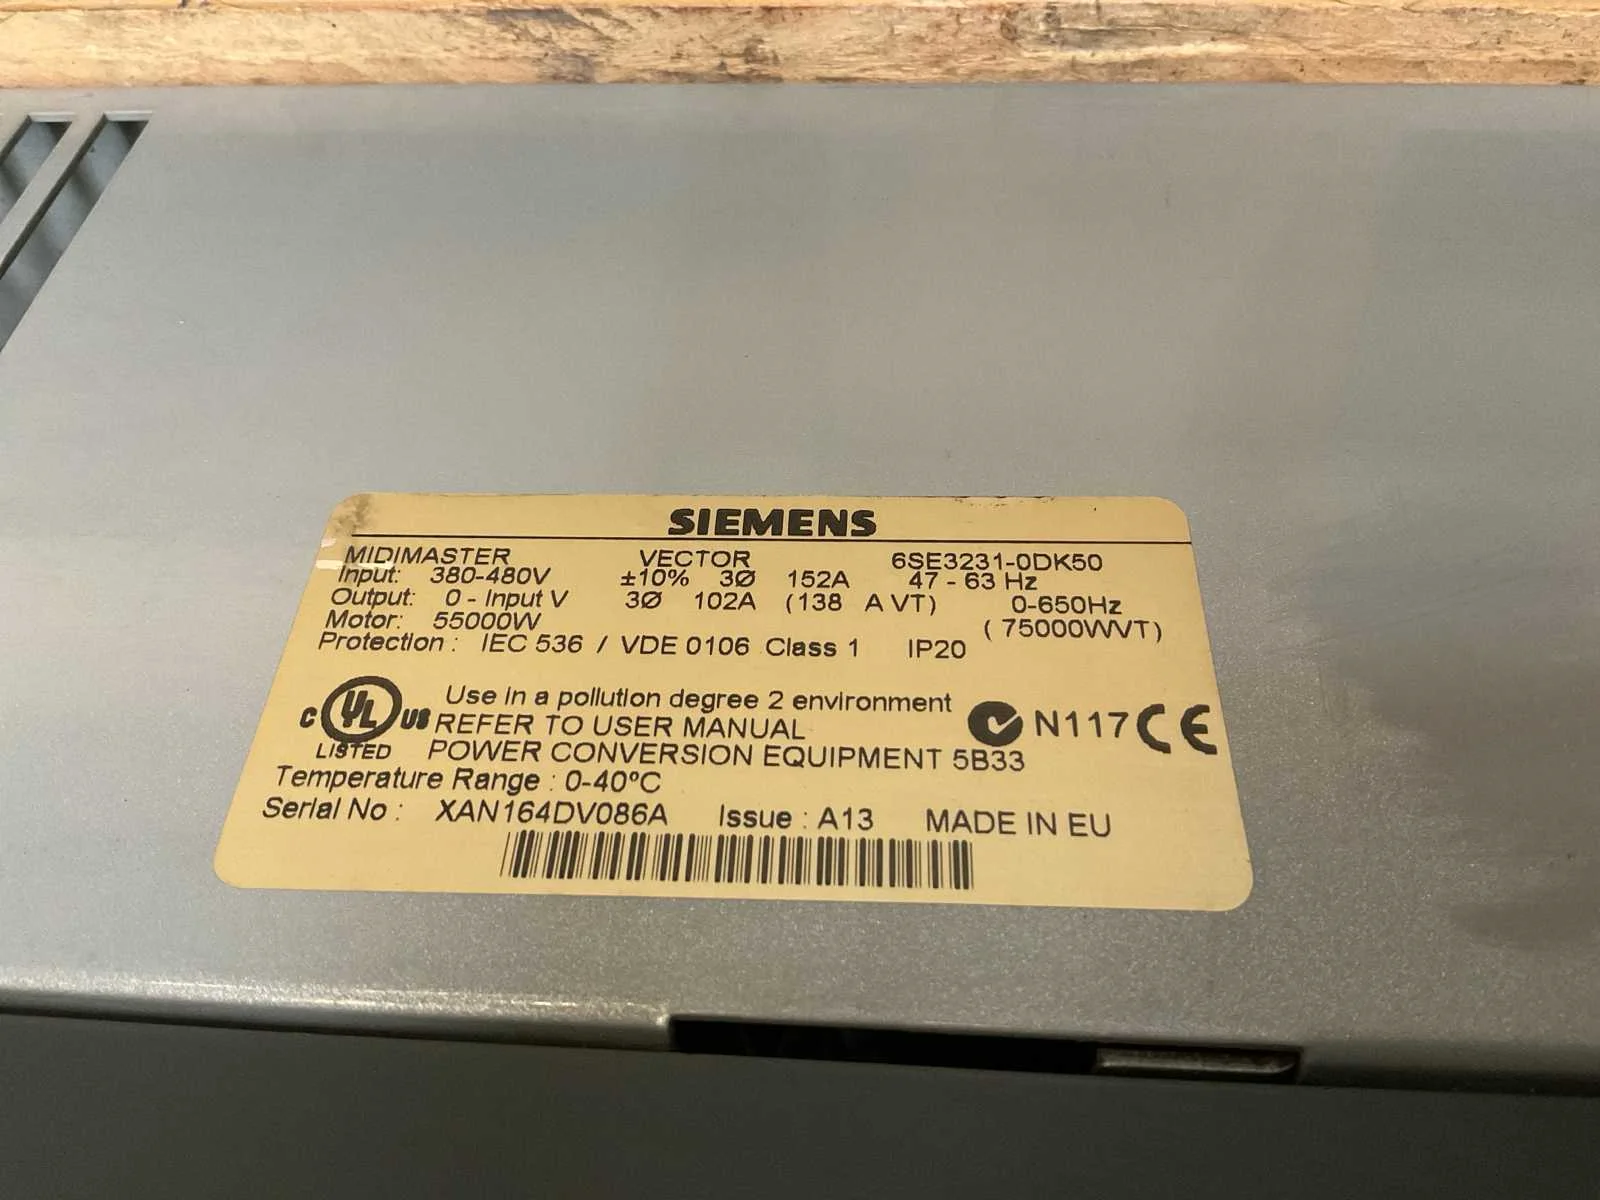 SIEMENS
MIDIMASTER VECTOR 6SE3231-0DK50
Input: 380-480V ±10% 3Ø 152A 47 - 63 Hz
Output: 0 - Input V 3Ø 102A (138 A VT) 0-650Hz
Motor: 55000W (75000WVT)
Protection : IEC 536 / VDE 0106 Class 1 IP20
Use in a pollution degree 2 environment
C UL US REFER TO USER MANUAL N117 CE
LISTED POWER CONVERSION EQUIPMENT 5B33
Temperature Range : 0-40ºC
Serial No : XAN164DV086A Issue : A13 MADE IN EU